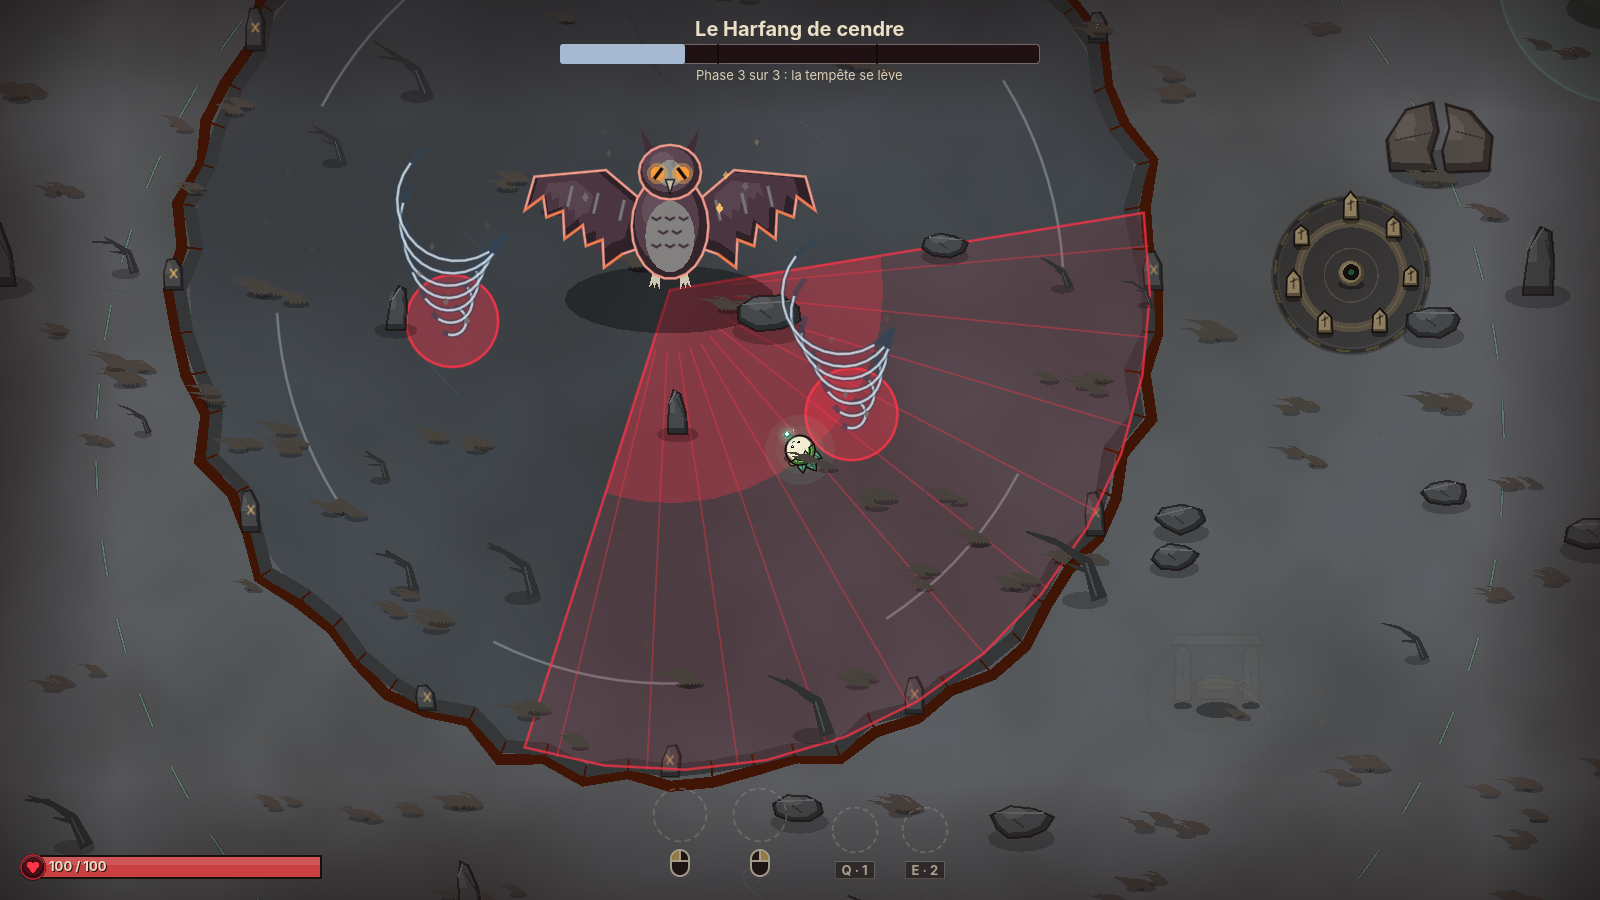 Le Harfang de cendre
Phase 3 sur 3 : la tempête se lève
100 / 100
Q · 1
E · 2